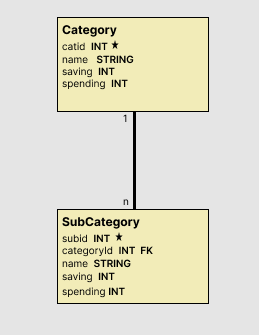 Category
catid INT ★
name STRING
saving INT
spending INT
1
n
SubCategory
subid INT ★
categoryId INT FK
name STRING
saving INT
spending INT